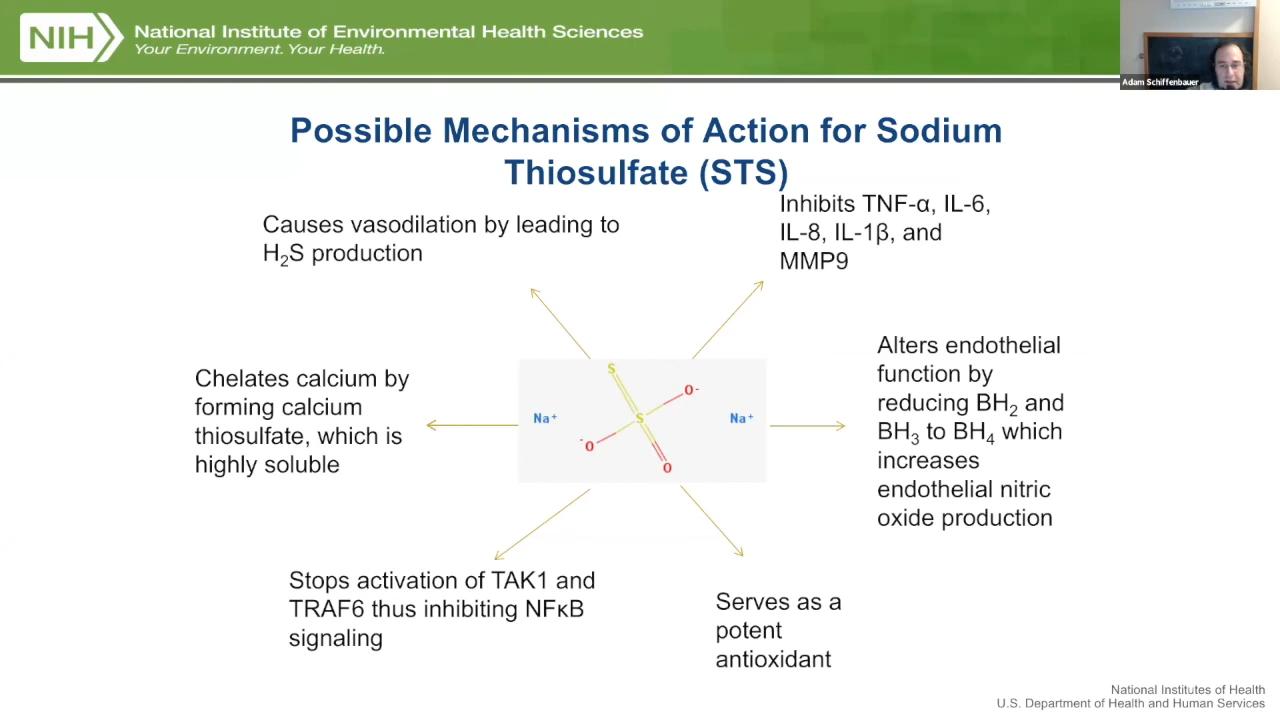 NIH
National Institute of Environmental Health Sciences
Your Environment. Your Health.
Adam Schiffenbauer
Possible Mechanisms of Action for Sodium
Thiosulfate (STS)
Causes vasodilation by leading to
H₂S production
Inhibits TNF-α, IL-6,
IL-8, IL-1β, and
MMP9
Chelates calcium by
forming calcium
thiosulfate, which is
highly soluble
S
O⁻
Na⁺
S
Na⁺
⁻O
O
Alters endothelial
function by
reducing BH₂ and
BH₃ to BH₄ which
increases
endothelial nitric
oxide production
Stops activation of TAK1 and
TRAF6 thus inhibiting NFκB
signaling
Serves as a
potent
antioxidant
National Institutes of Health
U.S. Department of Health and Human Services